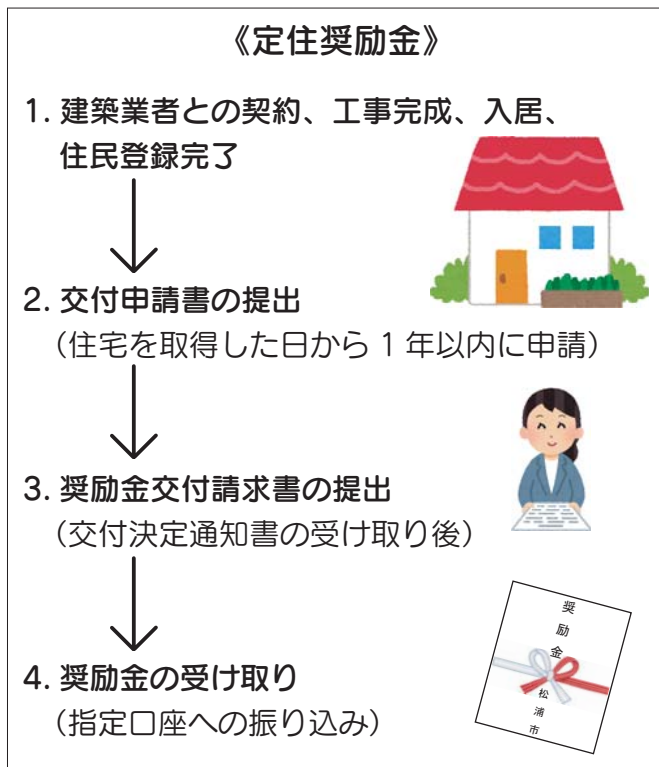 《定住奨励金》
1. 建築業者との契約、工事完成、入居、
住民登録完了
2. 交付申請書の提出
(住宅を取得した日から 1 年以内に申請)
3. 奨励金交付請求書の提出
(交付決定通知書の受け取り後)
4. 奨励金の受け取り
(指定口座への振り込み)
奨励金
松浦市